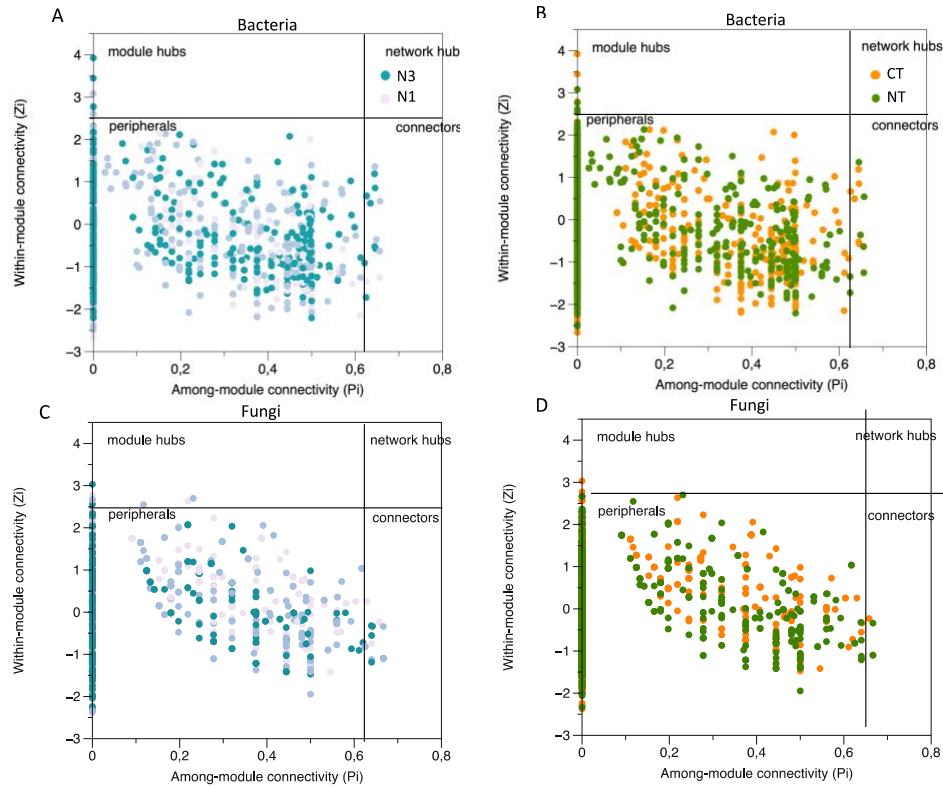 A
Bacteria
module hubs
network hubs
N3
N1
peripherals
connectors
4
3
2
1
0
−1
−2
−3
Within-module connectivity (Zi)
0
0,2
0,4
0,6
0,8
Among-module connectivity (Pi)
B
Bacteria
module hubs
network hubs
CT
NT
peripherals
connectors
4
3
2
1
0
−1
−2
−3
Within-module connectivity (Zi)
0
0,2
0,4
0,6
0,8
Among-module connectivity (Pi)
C
Fungi
module hubs
network hubs
peripherals
connectors
4
3
2
1
0
−1
−2
−3
Within-module connectivity (Zi)
0
0,2
0,4
0,6
0,8
Among-module connectivity (Pi)
D
Fungi
module hubs
network hubs
peripherals
connectors
4
3
2
1
0
−1
−2
−3
Within-module connectivity (Zi)
0
0,2
0,4
0,6
0,8
Among-module connectivity (Pi)